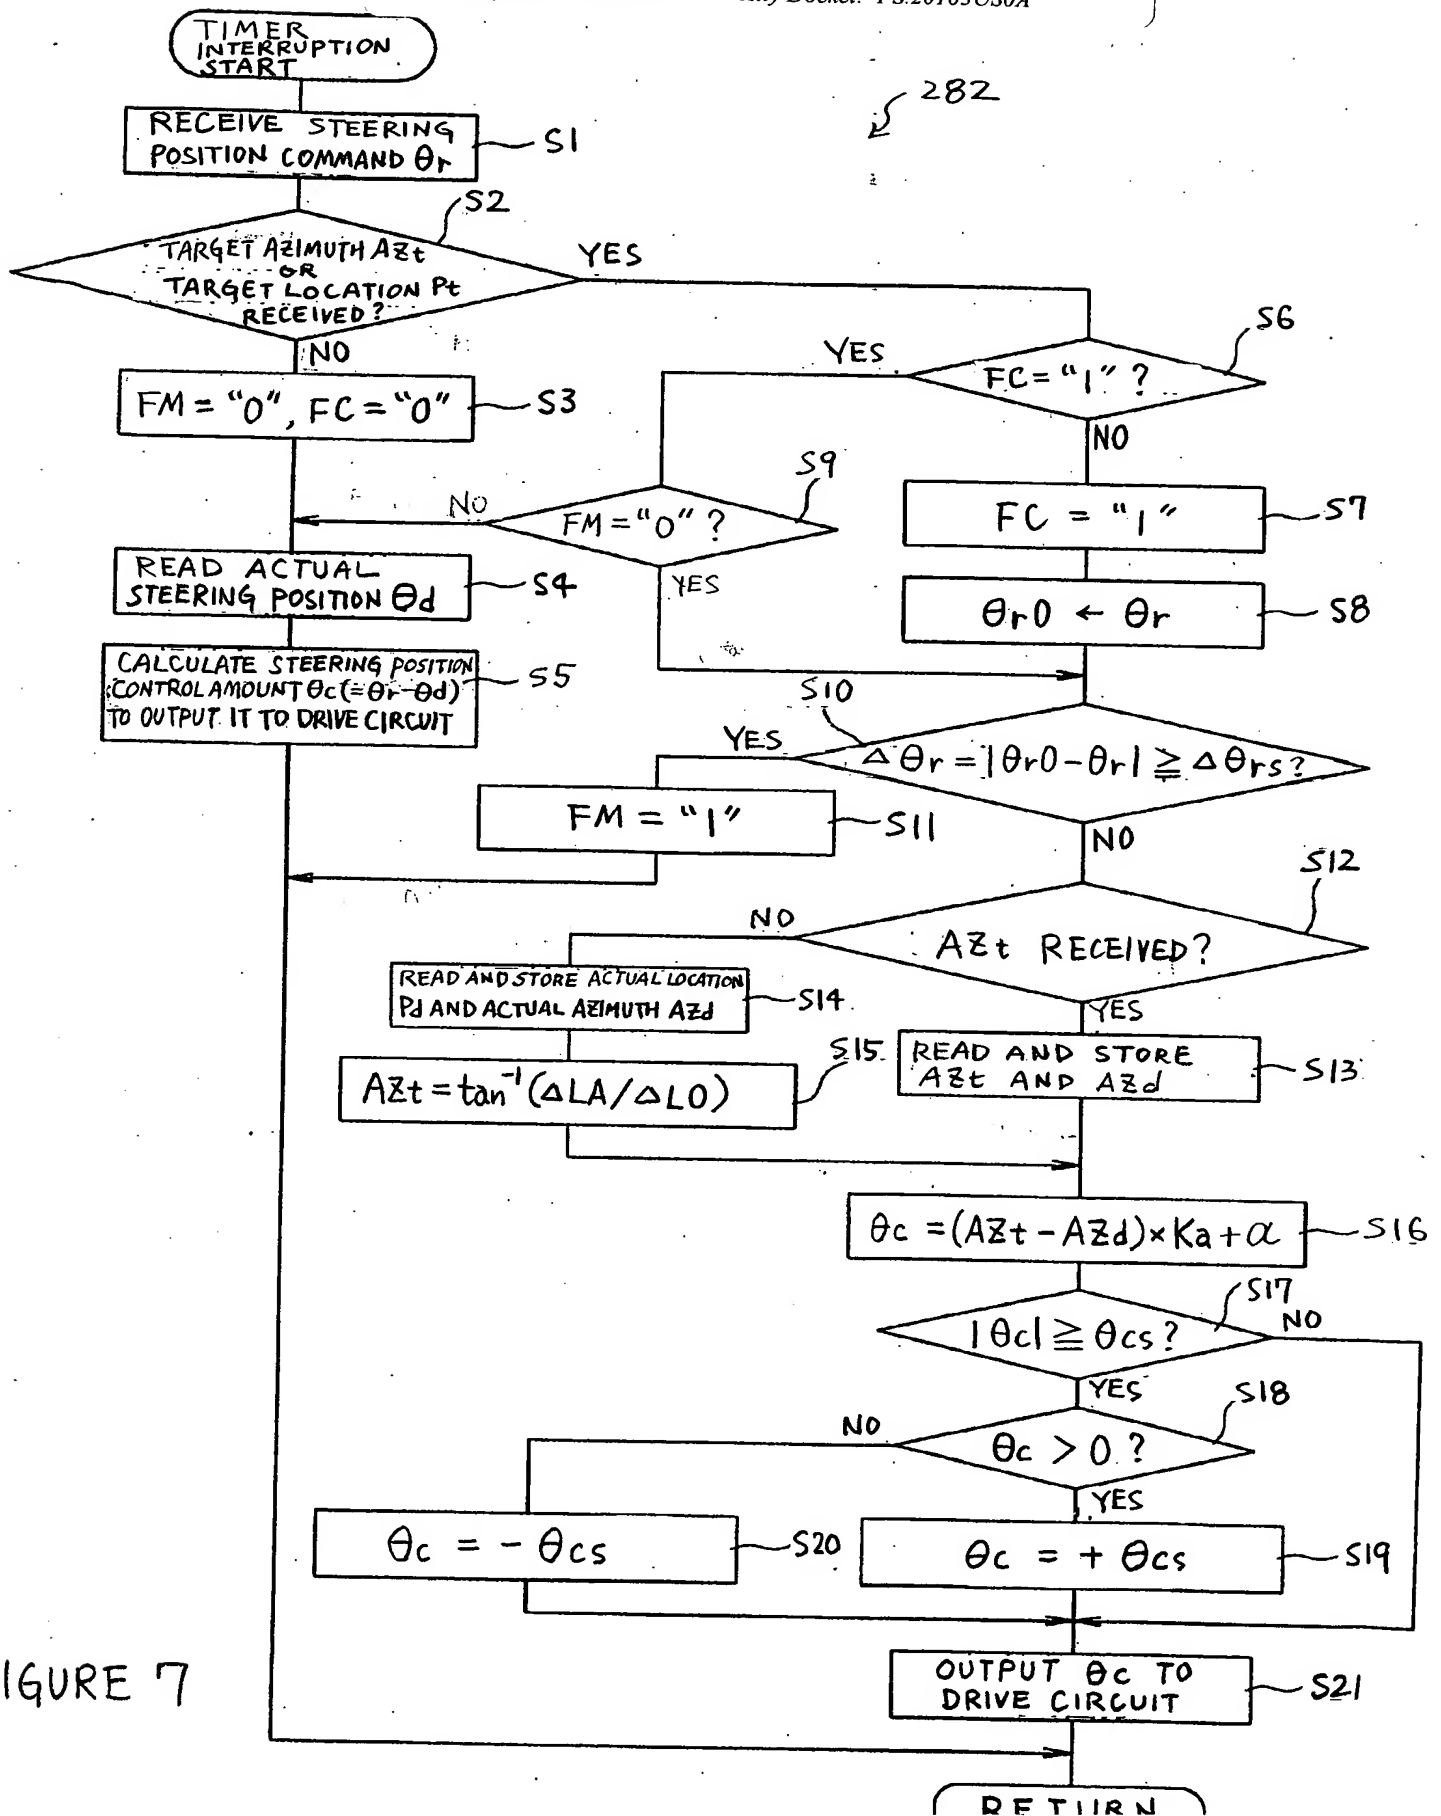 Docket: PS.20103US0A
TIMER
INTERRUPTION
START
282
RECEIVE STEERING
POSITION COMMAND θr
S1
S2
TARGET AZIMUTH AZt
OR
TARGET LOCATION Pt
RECEIVED?
YES
NO
S6
FC = "1" ?
YES
NO
FM = "0", FC = "0"
S3
S9
FM = "0" ?
NO
YES
FC = "1"
S7
READ ACTUAL
STEERING POSITION θd
S4
θr0 ← θr
S8
CALCULATE STEERING POSITION
CONTROL AMOUNT θc (=θr-θd)
TO OUTPUT IT TO DRIVE CIRCUIT
S5
S10
Δθr = |θr0-θr| ≧ Δθrs?
YES
NO
FM = "1"
S11
S12
AZt RECEIVED?
NO
YES
READ AND STORE ACTUAL LOCATION
Pd AND ACTUAL AZIMUTH AZd
S14
READ AND STORE
AZt AND AZd
S13
AZt = tan⁻¹ (ΔLA/ΔLO)
S15
θc = (AZt - AZd) × Ka + α
S16
S17
|θc| ≧ θcs?
NO
YES
S18
θc > 0 ?
NO
YES
θc = - θcs
S20
θc = + θcs
S19
OUTPUT θc TO
DRIVE CIRCUIT
S21
IGURE 7
RETURN